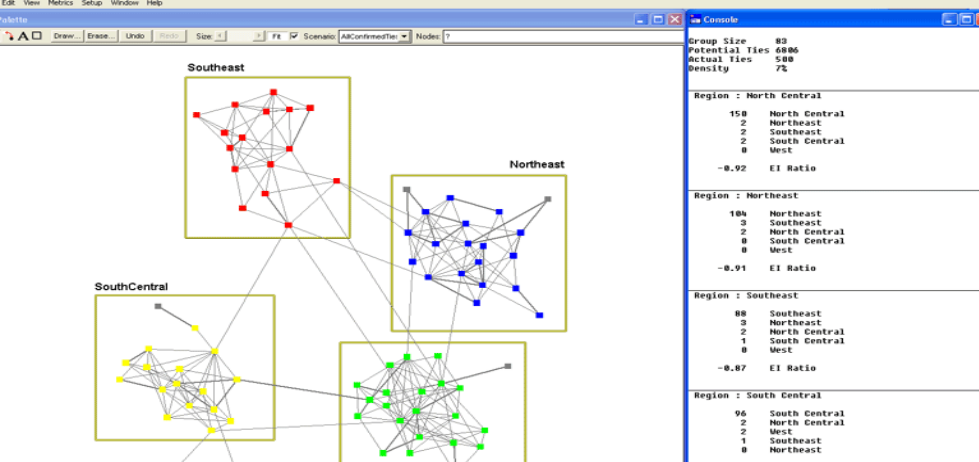 Edit View Metrics Setup Window Help
Palette
Console
A Draw... Erase... Undo Redo Size: Fit Scenario: AllConfirmedTies Nodes: ?
Group Size 83
Potential Ties 6806
Actual Ties 500
Density 7%
Southeast
Northeast
SouthCentral
Region : North Central
150 North Central
2 Northeast
2 Southeast
2 South Central
0 West
-0.92 EI Ratio
Region : Northeast
104 Northeast
3 Southeast
2 North Central
0 South Central
0 West
-0.91 EI Ratio
Region : Southeast
88 Southeast
3 Northeast
2 North Central
1 South Central
0 West
-0.87 EI Ratio
Region : South Central
96 South Central
2 North Central
2 West
1 Southeast
0 Northeast